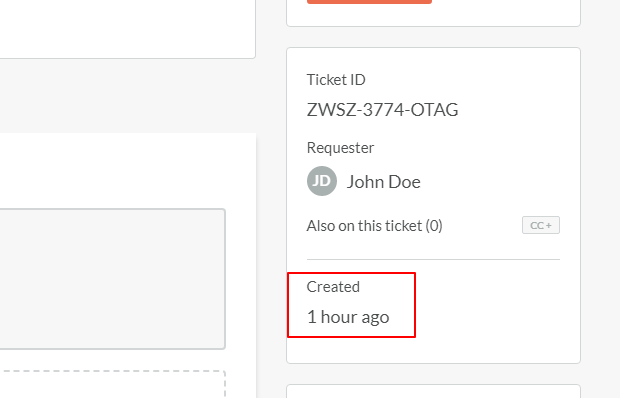 Ticket ID
ZWSZ-3774-OTAG
Requester
JD John Doe
Also on this ticket (0) CC +
Created
1 hour ago